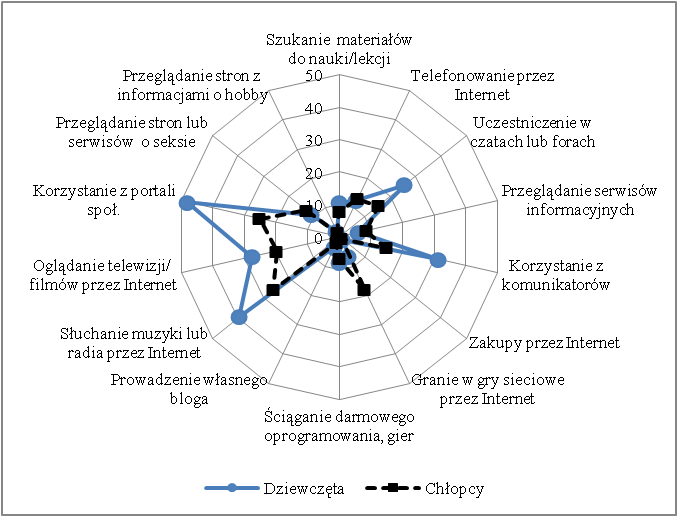 Szukanie materiałów
do nauki/lekcji
Telefonowanie przez
Internet
Uczestniczenie w
czatach lub forach
Przeglądanie serwisów
informacyjnych
Korzystanie z
komunikatorów
Zakupy przez Internet
Granie w gry sieciowe
przez Internet
Ściąganie darmowego
oprogramowania, gier
Prowadzenie własnego
bloga
Słuchanie muzyki lub
radia przez Internet
Oglądanie telewizji/
filmów przez Internet
Korzystanie z portali
społ.
Przeglądanie stron lub
serwisów o seksie
Przeglądanie stron z
informacjami o hobby
50
40
30
20
10
0
Dziewczęta
Chłopcy